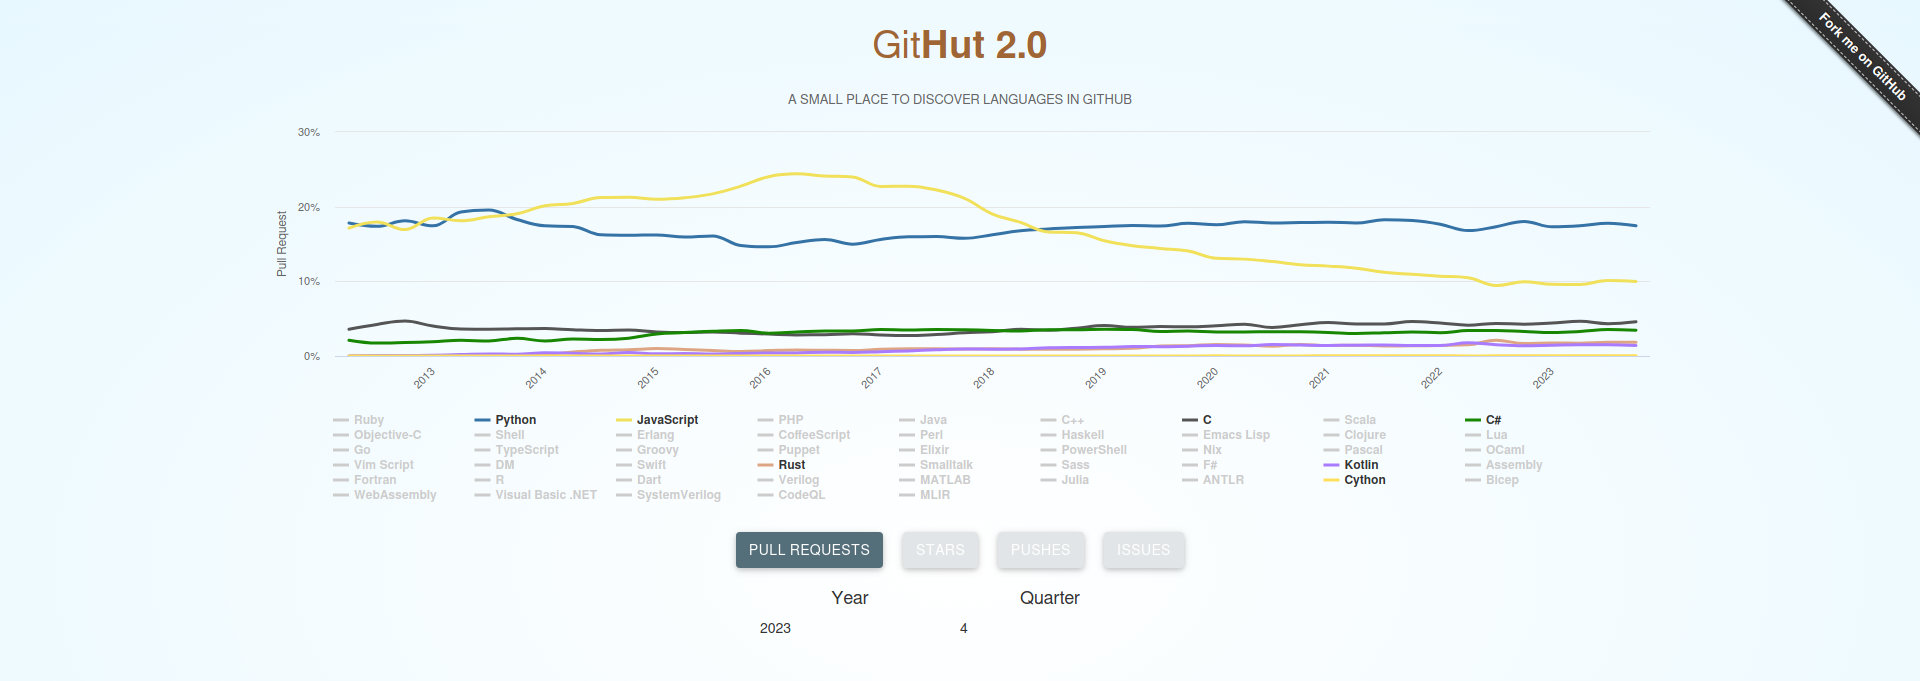 Fork me on GitHub
GitHut 2.0
A SMALL PLACE TO DISCOVER LANGUAGES IN GITHUB
Pull Request
30%
20%
10%
0%
2013 2014 2015 2016 2017 2018 2019 2020 2021 2022 2023
Ruby Python JavaScript PHP Java C++ C Scala C#
Objective-C Shell Erlang CoffeeScript Perl Haskell Emacs Lisp Clojure Lua
Go TypeScript Groovy Puppet Elixir PowerShell Nix Pascal OCaml
Vim Script DM Swift Rust Smalltalk Sass F# Kotlin Assembly
Fortran R Dart Verilog MATLAB Julia ANTLR Cython Bicep
WebAssembly Visual Basic .NET SystemVerilog CodeQL MLIR
PULL REQUESTS STARS PUSHES ISSUES
Year Quarter
2023 4